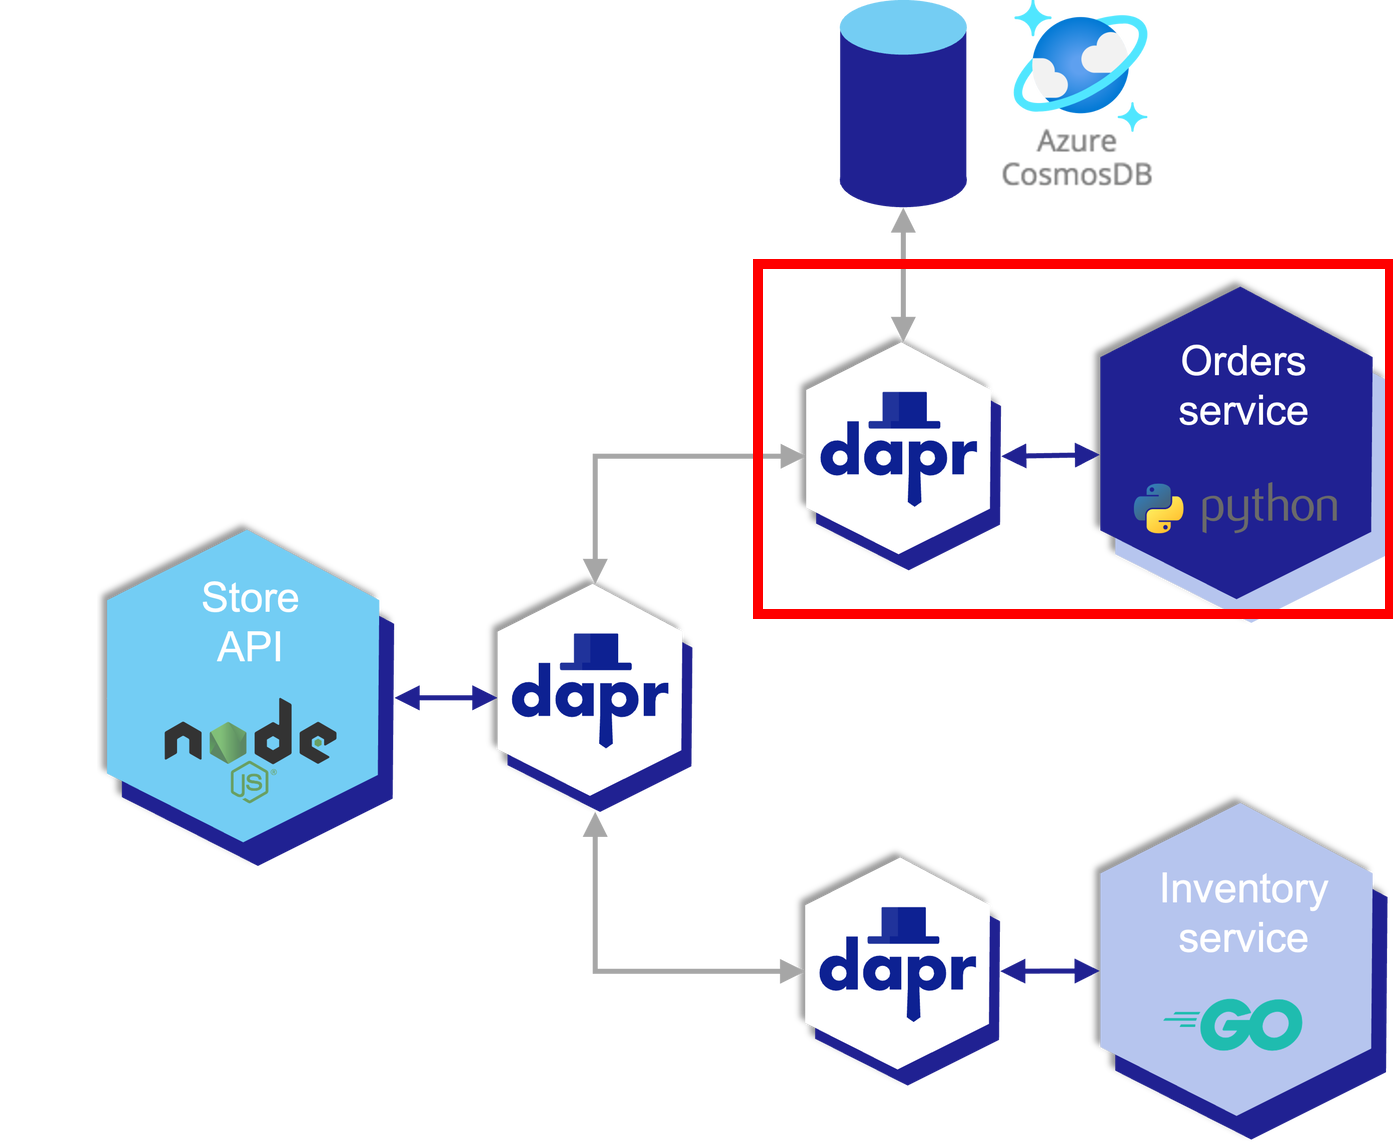 Azure
CosmosDB
Orders
service
dapr
python
Store
API
node
JS
dapr
Inventory
service
dapr
GO